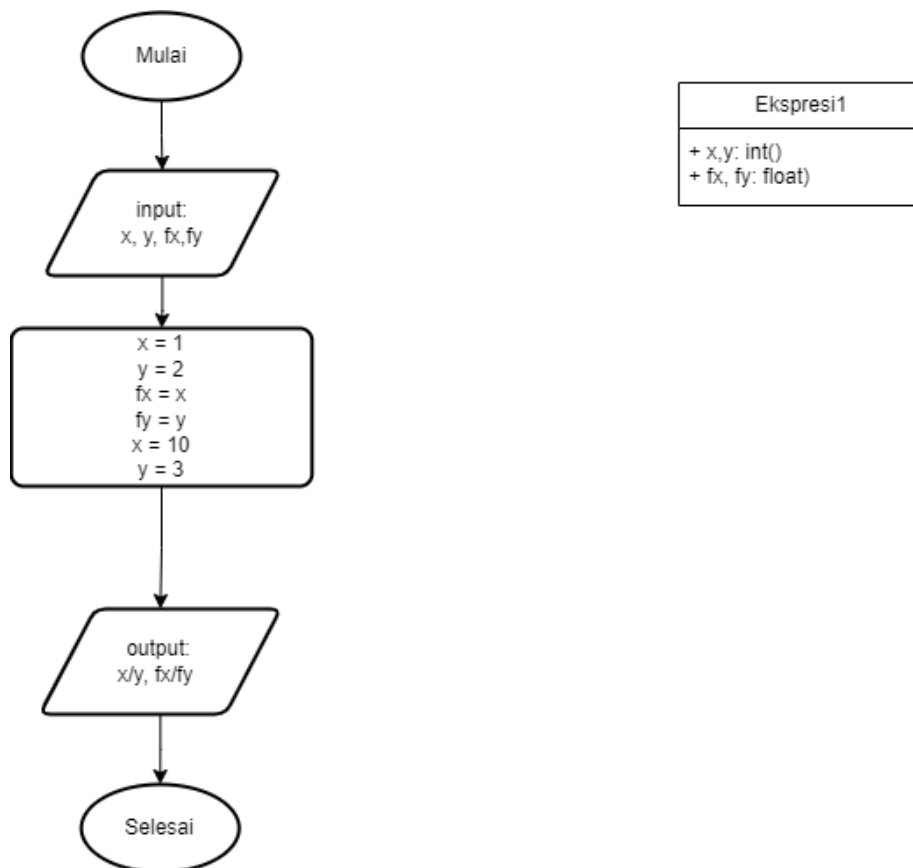 Mulai
input:
x, y, fx,fy
x = 1
y = 2
fx = x
fy = y
x = 10
y = 3
output:
x/y, fx/fy
Selesai
Ekspresi1
+ x,y: int()
+ fx, fy: float)